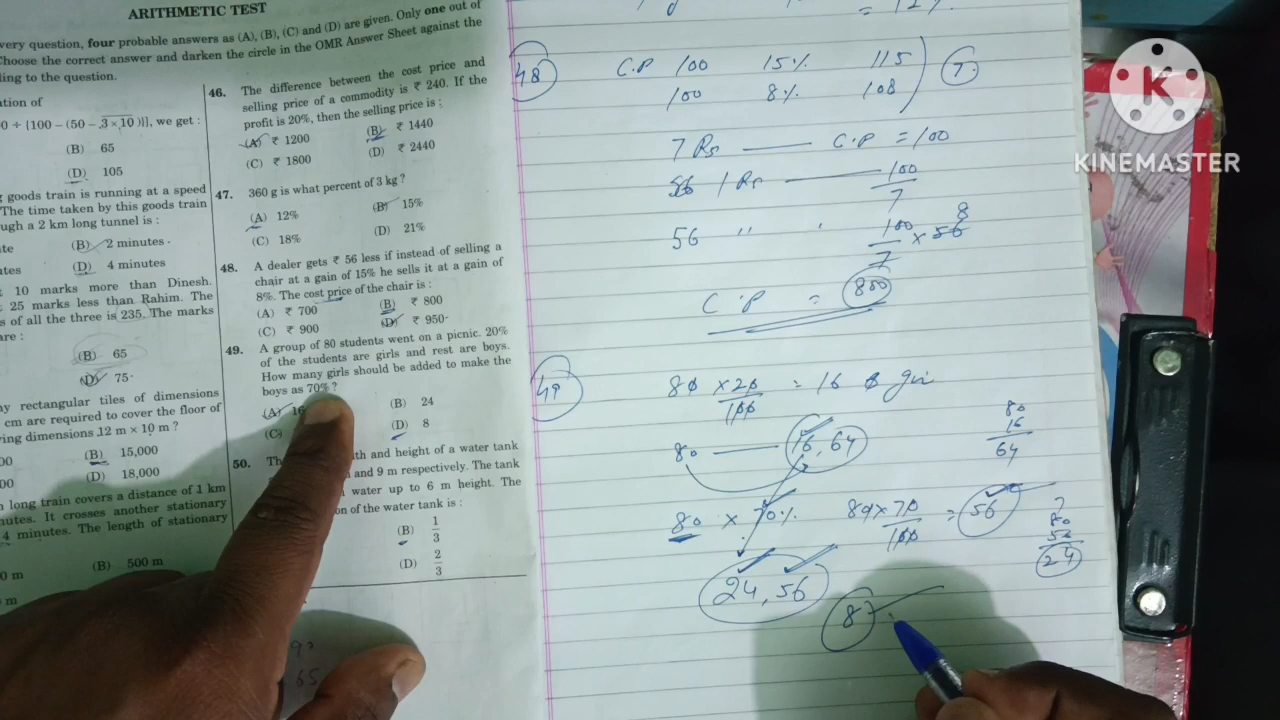 ARITHMETIC TEST
very question, four probable answers as (A), (B), (C) and (D) are given. Only one out of
Choose the correct answer and darken the circle in the OMR Answer Sheet against the
ding to the question.
ation of
0 ÷ {100 – (50 – 3 × 10)}], we get :
(B) 65
(D) 105
g goods train is running at a speed
The time taken by this goods train
ugh a 2 km long tunnel is :
te
(B) 2 minutes
utes
(D) 4 minutes
10 marks more than Dinesh.
25 marks less than Rahim. The
s of all the three is 235. The marks
are :
(B) 65
(D) 75
ny rectangular tiles of dimensions
cm are required to cover the floor of
ving dimensions 12 m × 10 m ?
00
(B) 15,000
00
(D) 18,000
m long train covers a distance of 1 km
nutes. It crosses another stationary
4 minutes. The length of stationary
0 m
(B) 500 m
m
46. The difference between the cost price and
selling price of a commodity is ₹ 240. If the
profit is 20%, then the selling price is :
(A) ₹ 1200
(B) ₹ 1440
(C) ₹ 1800
(D) ₹ 2440
47. 360 g is what percent of 3 kg ?
(A) 12%
(B) 15%
(C) 18%
(D) 21%
48. A dealer gets ₹ 56 less if instead of selling a
chair at a gain of 15% he sells it at a gain of
8%. The cost price of the chair is :
(A) ₹ 700
(B) ₹ 800
(C) ₹ 900
(D) ₹ 950
49. A group of 80 students went on a picnic. 20%
of the students are girls and rest are boys.
How many girls should be added to make the
boys as 70% ?
(A) 16
(B) 24
(C)
(D) 8
50. th and height of a water tank
and 9 m respectively. The tank
water up to 6 m height. The
on of the water tank is :
(B) 1/3
(D) 2/3
= 12%
48 C.P 100 15% 115
100 8% 108
7
7 Rs — C.P = 100
1 Rs — 100/7
56 " " 100/7 × 56
8
C.P = 800
49 80 × 20/100 = 16
80 — 16, 64
80
16
64
80 × 70% 80 × 70/100 = 56
80
56
24
24, 56
8
K
KINEMASTER